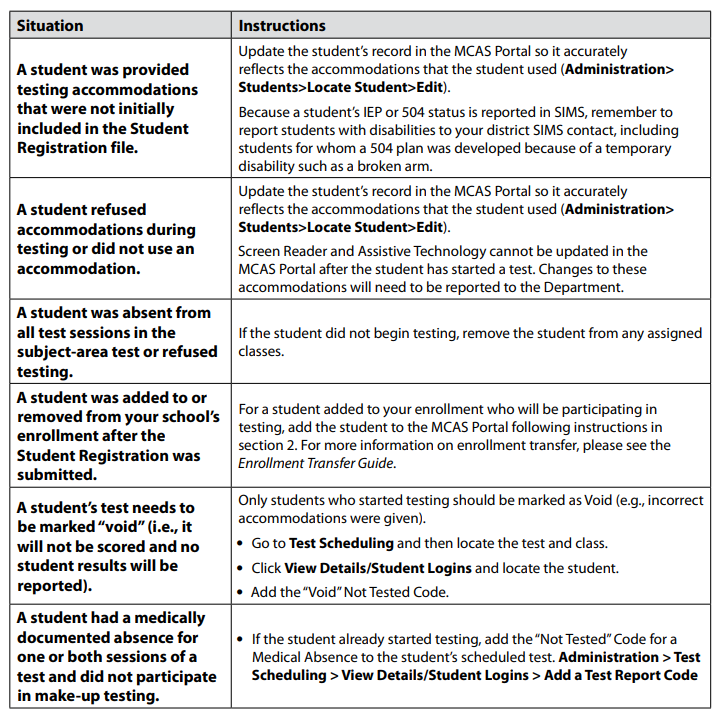 Situation
Instructions
A student was provided
testing accommodations
that were not initially
included in the Student
Registration file.
Update the student's record in the MCAS Portal so it accurately
reflects the accommodations that the student used (Administration>
Students>Locate Student>Edit).
Because a student's IEP or 504 status is reported in SIMS, remember to
report students with disabilities to your district SIMS contact, including
students for whom a 504 plan was developed because of a temporary
disability such as a broken arm.
A student refused
accommodations during
testing or did not use an
accommodation.
Update the student's record in the MCAS Portal so it accurately
reflects the accommodations that the student used (Administration>
Students>Locate Student>Edit).
Screen Reader and Assistive Technology cannot be updated in the
MCAS Portal after the student has started a test. Changes to these
accommodations will need to be reported to the Department.
A student was absent from
all test sessions in the
subject-area test or refused
testing.
If the student did not begin testing, remove the student from any assigned
classes.
A student was added to or
removed from your school's
enrollment after the
Student Registration was
submitted.
For a student added to your enrollment who will be participating in
testing, add the student to the MCAS Portal following instructions in
section 2. For more information on enrollment transfer, please see the
Enrollment Transfer Guide.
A student's test needs to
be marked "void" (i.e., it
will not be scored and no
student results will be
reported).
Only students who started testing should be marked as Void (e.g., incorrect
accommodations were given).
• Go to Test Scheduling and then locate the test and class.
• Click View Details/Student Logins and locate the student.
• Add the "Void" Not Tested Code.
A student had a medically
documented absence for
one or both sessions of a
test and did not participate
in make-up testing.
• If the student already started testing, add the "Not Tested" Code for a
Medical Absence to the student's scheduled test. Administration > Test
Scheduling > View Details/Student Logins > Add a Test Report Code